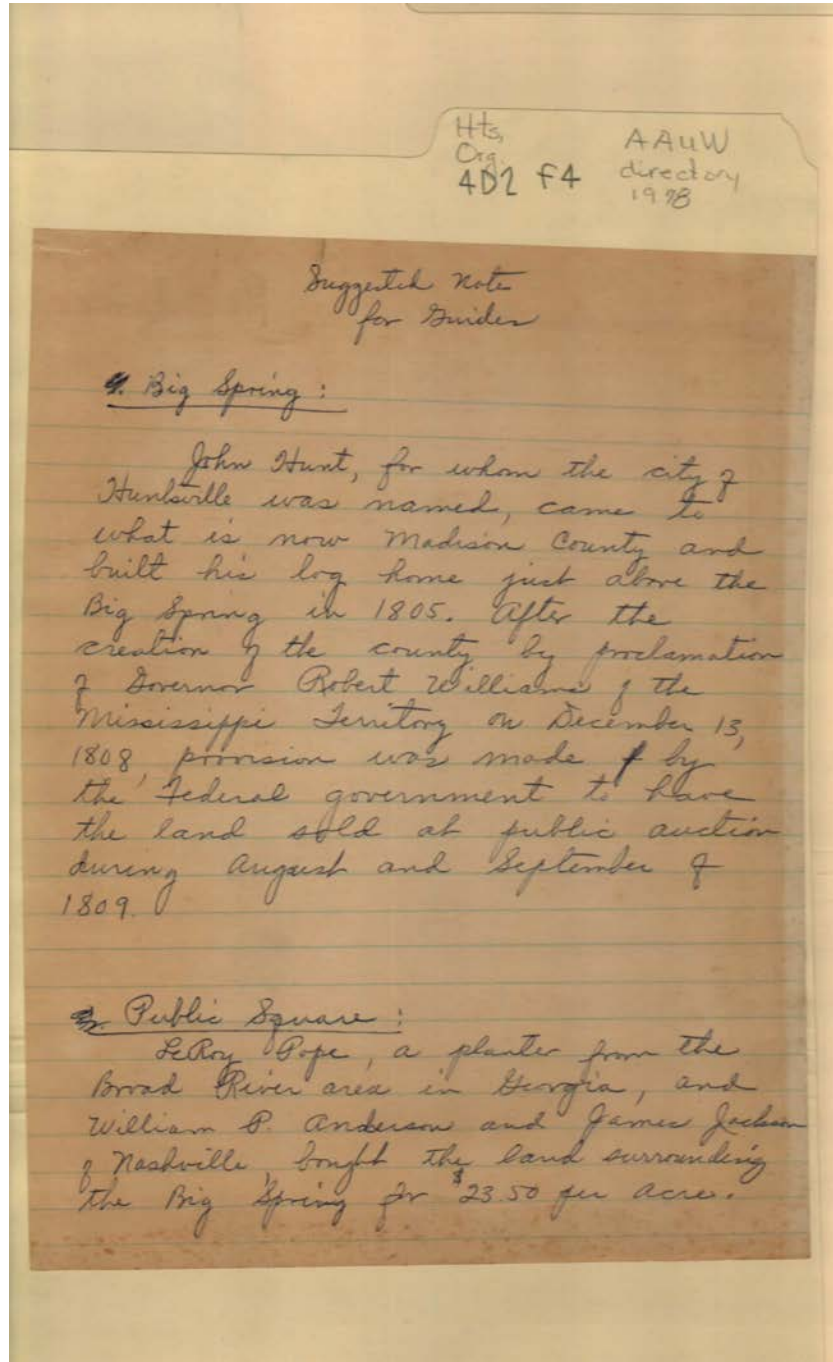 Hts,
Org.
4D2 F4
AAUW
directory
1978
Suggested Note
for Guides
Big Spring :
John Hunt, for whom the city of
Huntsville was named, came to
what is now Madison County and
built his log home just above the
Big Spring in 1805. After the
creation of the county by proclamation
of Governor Robert Williams of the
Mississippi Territory on December 13,
1808, provision was made by
the Federal government to have
the land sold at public auction
during August and September of
1809.
Public Square :
LeRoy Pope, a planter from the
Broad River area in Georgia, and
William P. Anderson and James Jackson
of Nashville, bought the land surrounding
the Big Spring for $23.50 per acre.